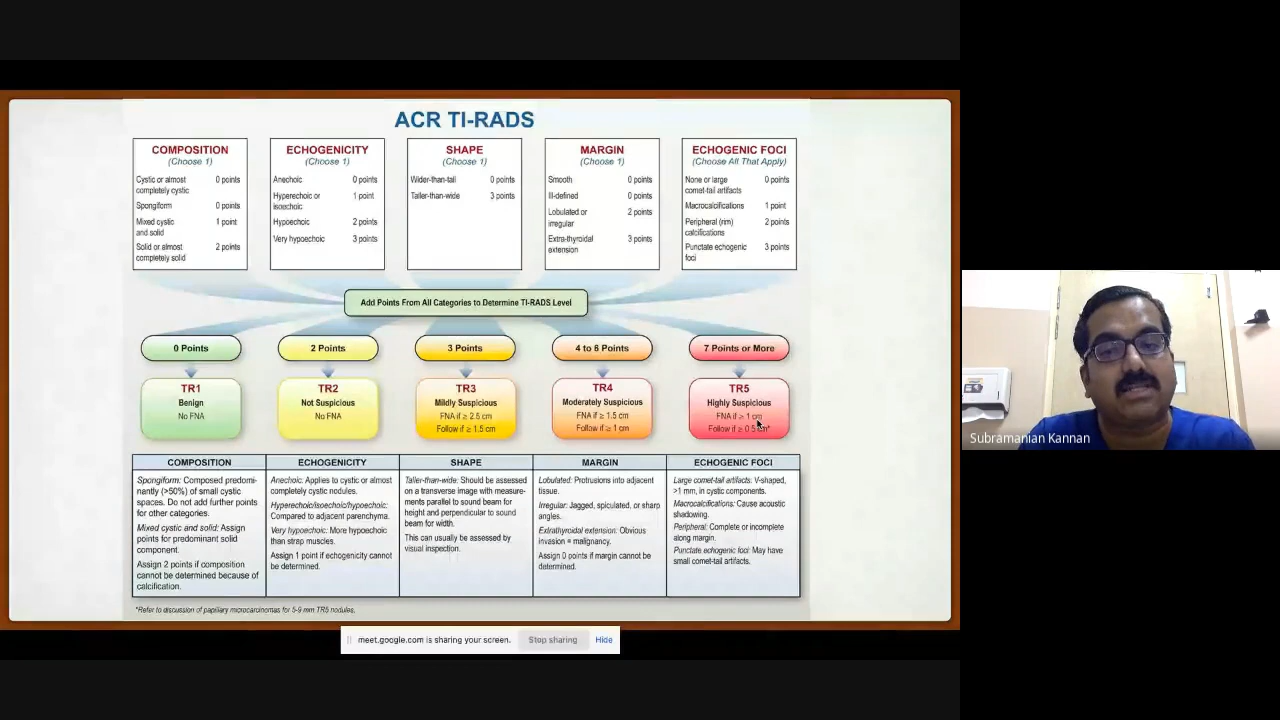 ACR TI-RADS
COMPOSITION
(Choose 1)
Cystic or almost completely cystic 0 points
Spongiform 0 points
Mixed cystic and solid 1 point
Solid or almost completely solid 2 points
ECHOGENICITY
(Choose 1)
Anechoic 0 points
Hyperechoic or isoechoic 1 point
Hypoechoic 2 points
Very hypoechoic 3 points
SHAPE
(Choose 1)
Wider-than-tall 0 points
Taller-than-wide 3 points
MARGIN
(Choose 1)
Smooth 0 points
Ill-defined 0 points
Lobulated or irregular 2 points
Extra-thyroidal extension 3 points
ECHOGENIC FOCI
(Choose All That Apply)
None or large comet-tail artifacts 0 points
Macrocalcifications 1 point
Peripheral (rim) calcifications 2 points
Punctate echogenic foci 3 points
Add Points From All Categories to Determine TI-RADS Level
0 Points
2 Points
3 Points
4 to 6 Points
7 Points or More
TR1
Benign
No FNA
TR2
Not Suspicious
No FNA
TR3
Mildly Suspicious
FNA if ≥ 2.5 cm
Follow if ≥ 1.5 cm
TR4
Moderately Suspicious
FNA if ≥ 1.5 cm
Follow if ≥ 1 cm
TR5
Highly Suspicious
FNA if ≥ 1 cm
Follow if ≥ 0.5 cm*
COMPOSITION
Spongiform: Composed predomi-
nantly (>50%) of small cystic
spaces. Do not add further points
for other categories.
Mixed cystic and solid: Assign
points for predominant solid
component.
Assign 2 points if composition
cannot be determined because of
calcification.
ECHOGENICITY
Anechoic: Applies to cystic or almost
completely cystic nodules.
Hyperechoic/isoechoic/hypoechoic:
Compared to adjacent parenchyma.
Very hypoechoic: More hypoechoic
than strap muscles.
Assign 1 point if echogenicity cannot
be determined.
SHAPE
Taller-than-wide: Should be assessed
on a transverse image with measure-
ments parallel to sound beam for
height and perpendicular to sound
beam for width.
This can usually be assessed by
visual inspection.
MARGIN
Lobulated: Protrusions into adjacent
tissue.
Irregular: Jagged, spiculated, or sharp
angles.
Extrathyroidal extension: Obvious
invasion = malignancy.
Assign 0 points if margin cannot be
determined.
ECHOGENIC FOCI
Large comet-tail artifacts: V-shaped,
>1 mm, in cystic components.
Macrocalcifications: Cause acoustic
shadowing.
Peripheral: Complete or incomplete
along margin.
Punctate echogenic foci: May have
small comet-tail artifacts.
*Refer to discussion of papillary microcarcinomas for 5-9 mm TR5 nodules.
meet.google.com is sharing your screen. Stop sharing Hide
Subramanian Kannan